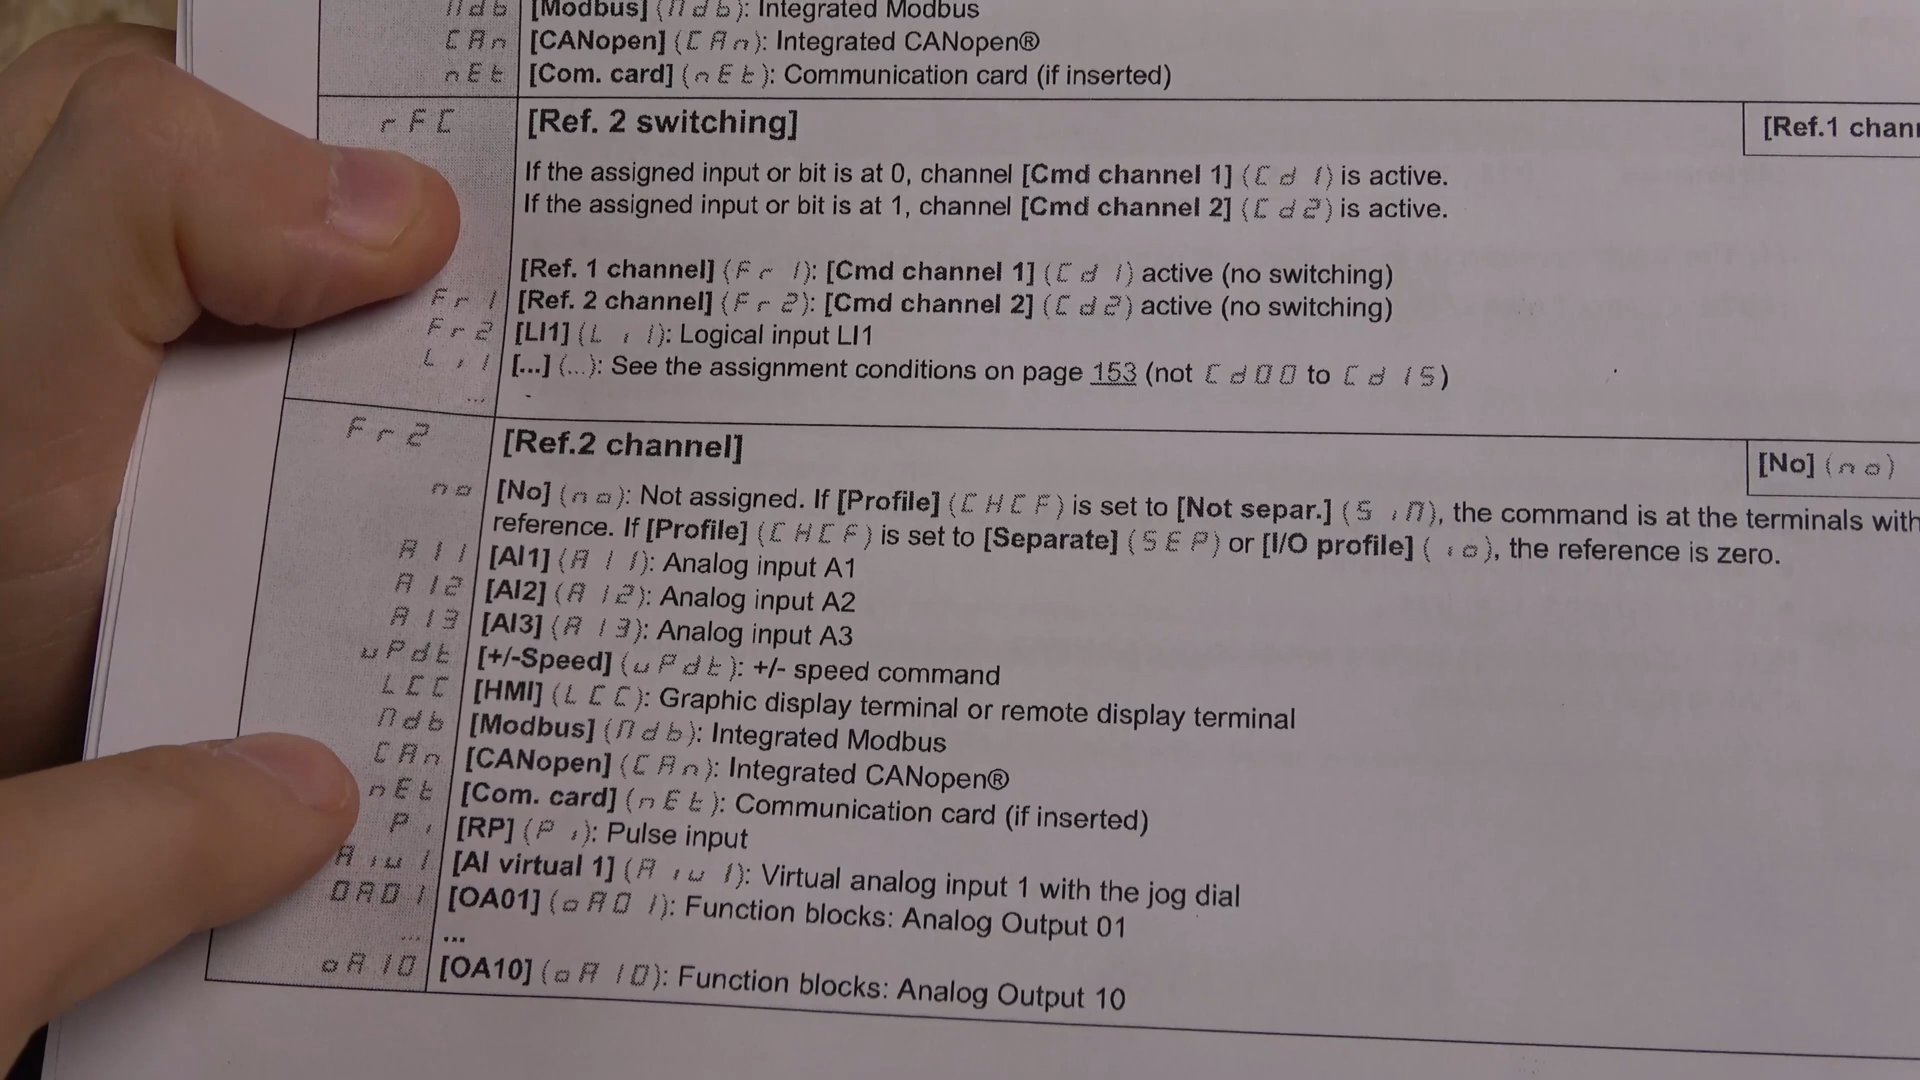 Mdb [Modbus] (Mdb): Integrated Modbus
CAn [CANopen] (CAn): Integrated CANopen®
nEt [Com. card] (nEt): Communication card (if inserted)
rFC [Ref. 2 switching] [Ref.1
If the assigned input or bit is at 0, channel [Cmd channel 1] (Cd1) is active.
If the assigned input or bit is at 1, channel [Cmd channel 2] (Cd2) is active.
Fr1 [Ref. 1 channel] (Fr1): [Cmd channel 1] (Cd1) active (no switching)
Fr2 [Ref. 2 channel] (Fr2): [Cmd channel 2] (Cd2) active (no switching)
Li1 [LI1] (Li1): Logical input LI1
... [...] (...): See the assignment conditions on page 153 (not Cd00 to Cd15)
Fr2 [Ref.2 channel] [No] (no)
no [No] (no): Not assigned. If [Profile] (CHCF) is set to [Not separ.] (SiM), the command is at the terminals with
reference. If [Profile] (CHCF) is set to [Separate] (SEP) or [I/O profile] (io), the reference is zero.
AI1 [AI1] (AI1): Analog input A1
AI2 [AI2] (AI2): Analog input A2
AI3 [AI3] (AI3): Analog input A3
uPdt [+/-Speed] (uPdt): +/- speed command
LCC [HMI] (LCC): Graphic display terminal or remote display terminal
Mdb [Modbus] (Mdb): Integrated Modbus
CAn [CANopen] (CAn): Integrated CANopen®
nEt [Com. card] (nEt): Communication card (if inserted)
Pi [RP] (Pi): Pulse input
Aiu1 [AI virtual 1] (Aiu1): Virtual analog input 1 with the jog dial
OA01 [OA01] (oA01): Function blocks: Analog Output 01
... ...
oA10 [OA10] (oA10): Function blocks: Analog Output 10